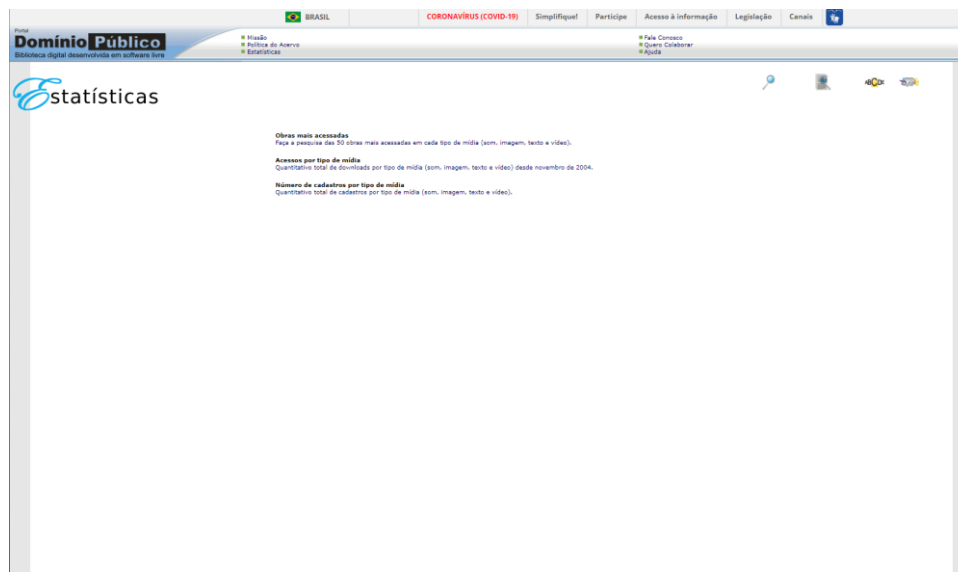 BRASIL
CORONAVÍRUS (COVID-19)
Simplifique!
Participe
Acesso à informação
Legislação
Canais
Portal
Domínio Público
Biblioteca digital desenvolvida em software livre
Missão
Política do Acervo
Estatísticas
Fale Conosco
Quero Colaborar
Ajuda
Estatísticas
ABCDE
Obras mais acessadas
Faça a pesquisa das 50 obras mais acessadas em cada tipo de mídia (som, imagem, texto e vídeo).
Acessos por tipo de mídia
Quantitativo total de downloads por tipo de mídia (som, imagem, texto e vídeo) desde novembro de 2004.
Número de cadastros por tipo de mídia
Quantitativo total de cadastros por tipo de mídia (som, imagem, texto e vídeo).